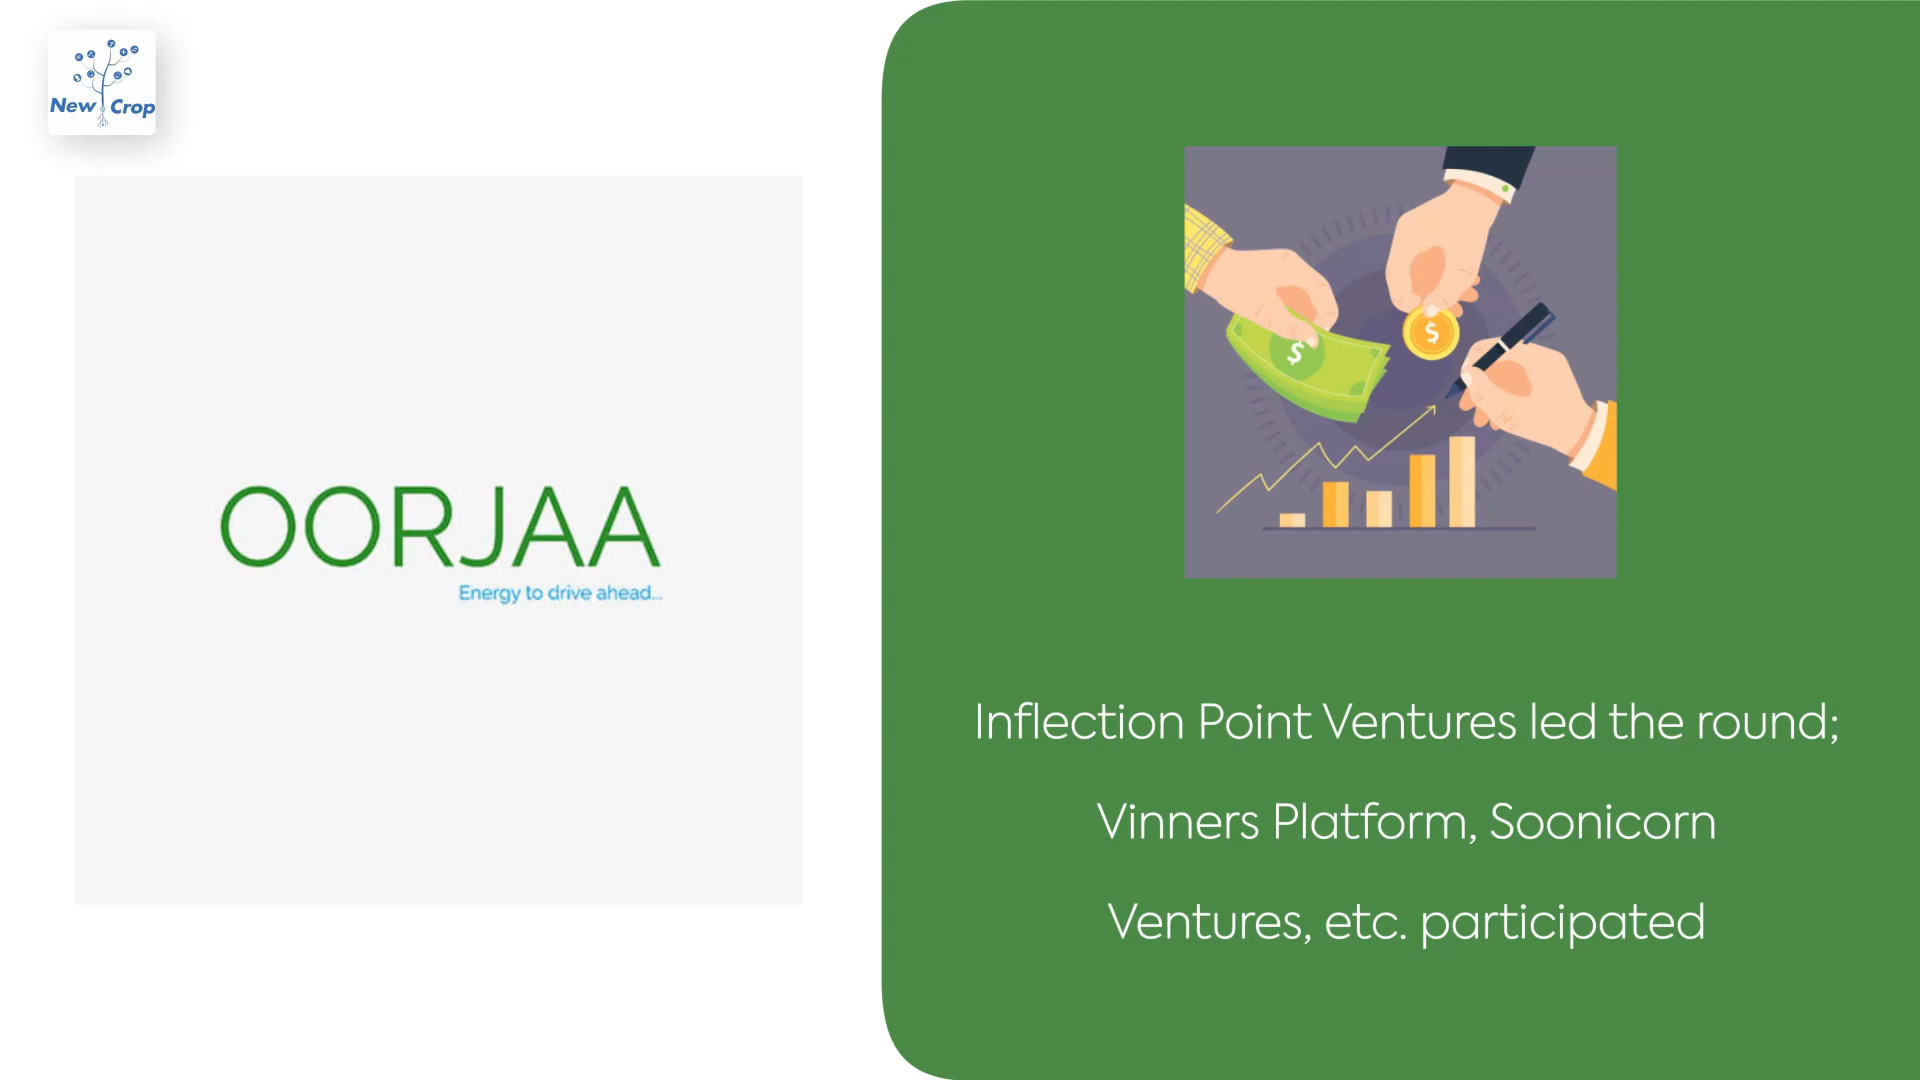 New Crop
OORJAA
Energy to drive ahead...
$
$
Inflection Point Ventures led the round;
Vinners Platform, Soonicorn
Ventures, etc. participated